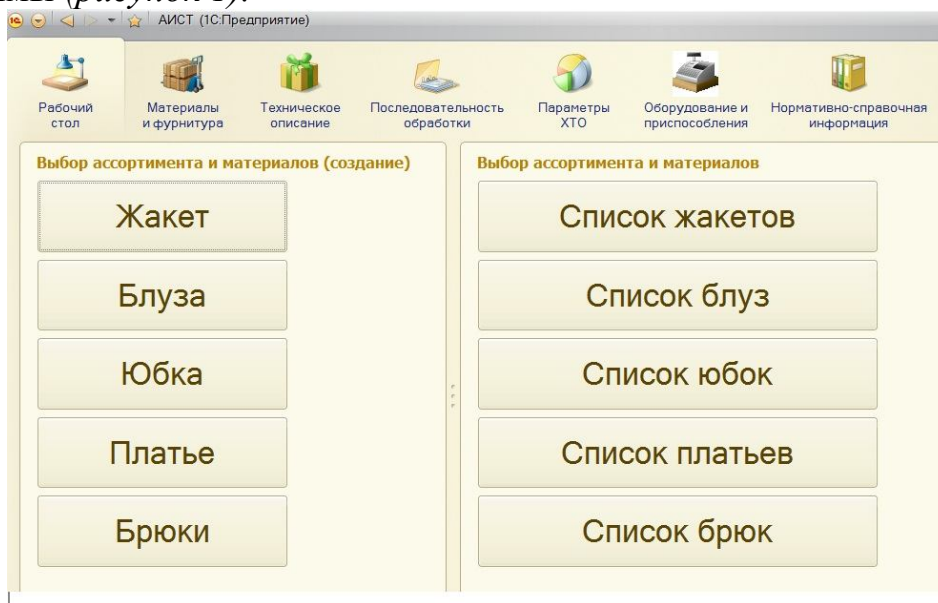 (рисунок 1).
АИСТ (1С:Предприятие)
Рабочий
стол
Материалы
и фурнитура
Техническое
описание
Последовательность
обработки
Параметры
ХТО
Оборудование и
приспособления
Нормативно-справочная
информация
Выбор ассортимента и материалов (создание)
Жакет
Блуза
Юбка
Платье
Брюки
Выбор ассортимента и материалов
Список жакетов
Список блуз
Список юбок
Список платьев
Список брюк